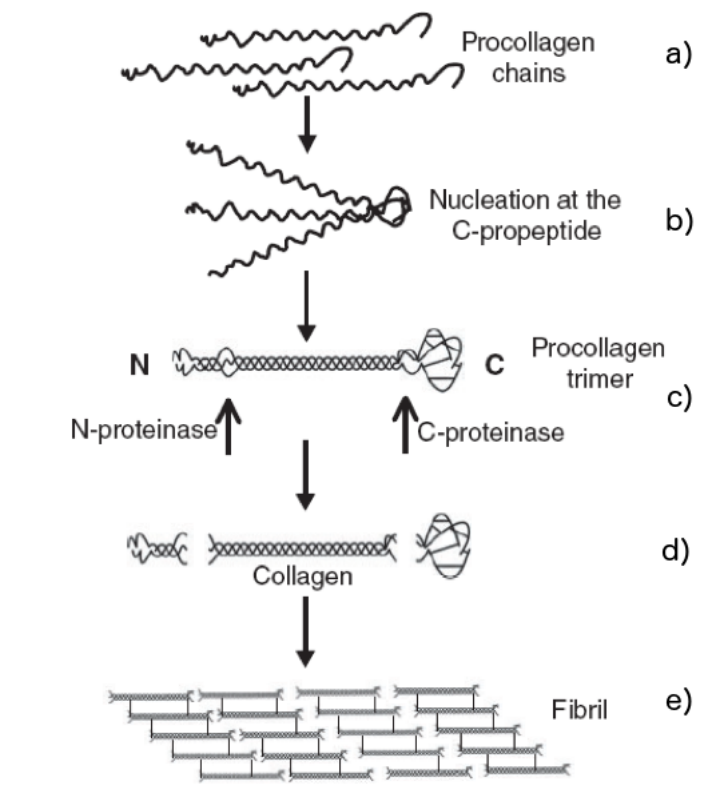 Procollagen
chains
a)
Nucleation at the
C-propeptide
b)
N
C
Procollagen
trimer
c)
N-proteinase
C-proteinase
Collagen
d)
Fibril
e)